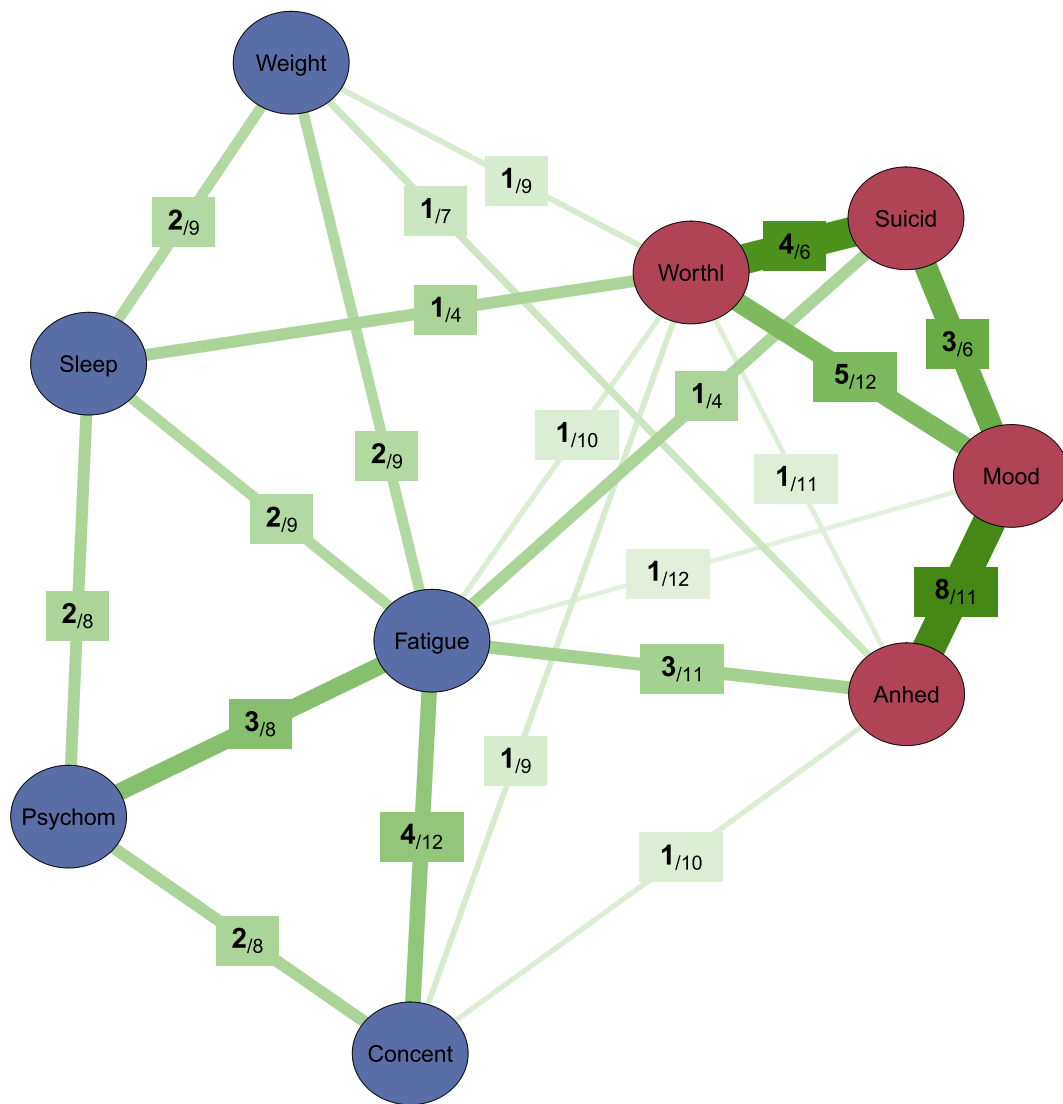 Weight
1/9
1/7
2/9
Suicid
4/6
Worthl
1/4
3/6
Sleep
5/12
1/4
1/10
2/9
1/11
Mood
2/9
1/12
8/11
2/8
Fatigue
3/11
Anhed
3/8
1/9
Psychom
4/12
1/10
2/8
Concent